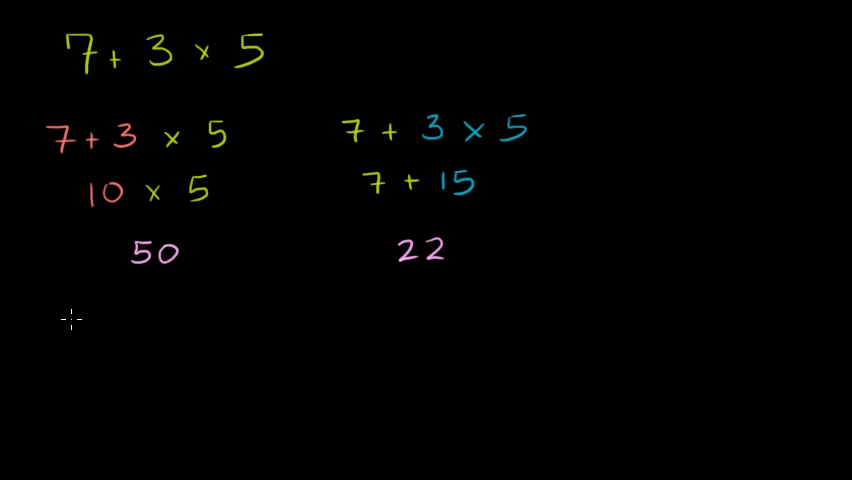 7 + 3 × 5
7 + 3 × 5
10 × 5
50
7 + 3 × 5
7 + 15
22